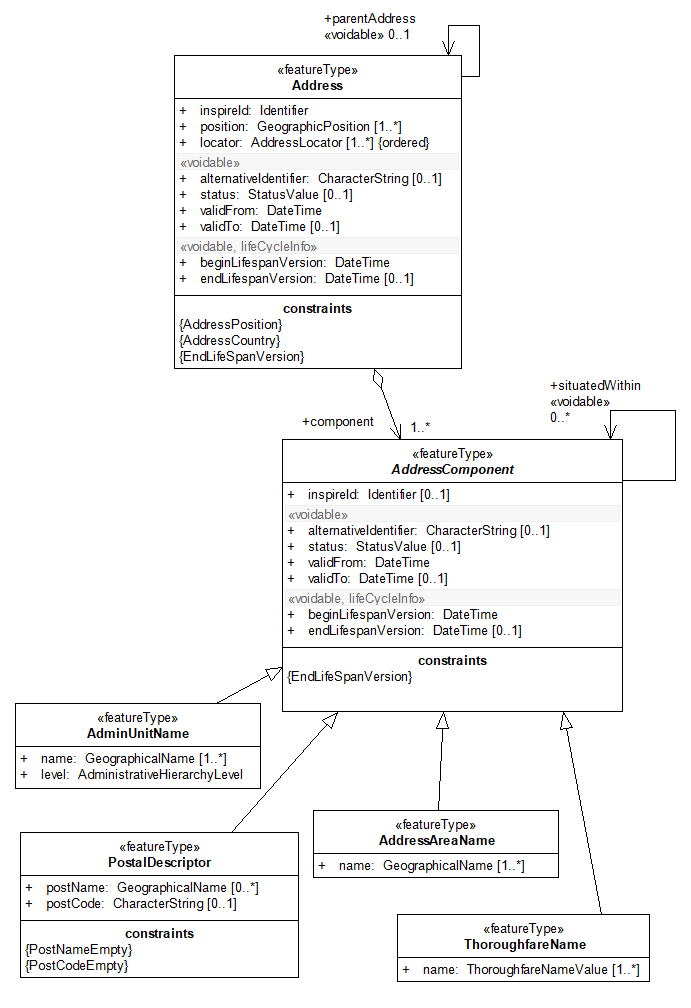 +parentAddress
«voidable» 0..1
«featureType»
Address
+ inspireId: Identifier
+ position: GeographicPosition [1..*]
+ locator: AddressLocator [1..*] {ordered}
«voidable»
+ alternativeIdentifier: CharacterString [0..1]
+ status: StatusValue [0..1]
+ validFrom: DateTime
+ validTo: DateTime [0..1]
«voidable, lifeCycleInfo»
+ beginLifespanVersion: DateTime
+ endLifespanVersion: DateTime [0..1]
constraints
{AddressPosition}
{AddressCountry}
{EndLifeSpanVersion}
+situatedWithin
«voidable»
0..*
+component
1..*
«featureType»
AddressComponent
+ inspireId: Identifier [0..1]
«voidable»
+ alternativeIdentifier: CharacterString [0..1]
+ status: StatusValue [0..1]
+ validFrom: DateTime
+ validTo: DateTime [0..1]
«voidable, lifeCycleInfo»
+ beginLifespanVersion: DateTime
+ endLifespanVersion: DateTime [0..1]
constraints
{EndLifeSpanVersion}
«featureType»
AdminUnitName
+ name: GeographicalName [1..*]
+ level: AdministrativeHierarchyLevel
«featureType»
PostalDescriptor
+ postName: GeographicalName [0..*]
+ postCode: CharacterString [0..1]
constraints
{PostNameEmpty}
{PostCodeEmpty}
«featureType»
AddressAreaName
+ name: GeographicalName [1..*]
«featureType»
ThoroughfareName
+ name: ThoroughfareNameValue [1..*]